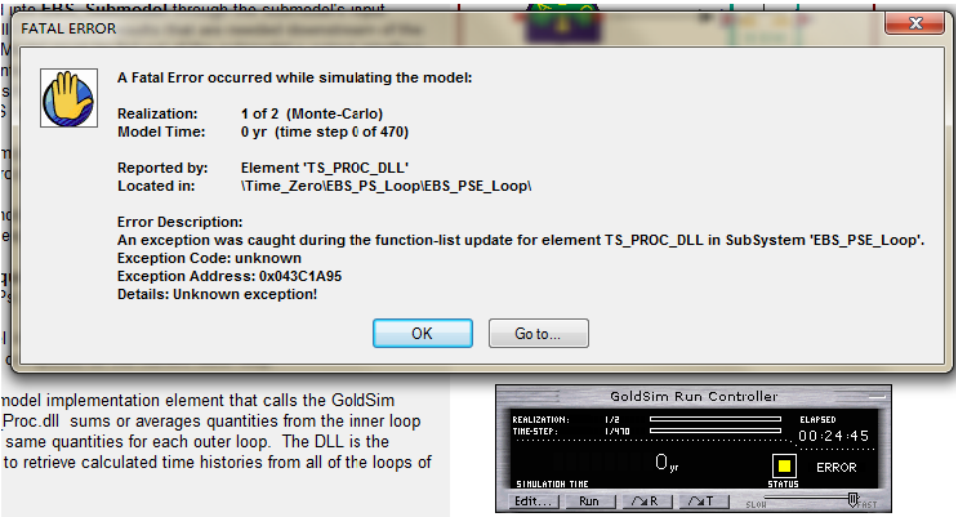 into EBS_Submodel through the submodel's input
FATAL ERROR
A Fatal Error occurred while simulating the model:
Realization: 1 of 2 (Monte-Carlo)
Model Time: 0 yr (time step 0 of 470)
Reported by: Element 'TS_PROC_DLL'
Located in: \Time_Zero\EBS_PS_Loop\EBS_PSE_Loop\
Error Description:
An exception was caught during the function-list update for element TS_PROC_DLL in SubSystem 'EBS_PSE_Loop'.
Exception Code: unknown
Exception Address: 0x043C1A95
Details: Unknown exception!
OK
Go to...
model implementation element that calls the GoldSim
Proc.dll sums or averages quantities from the inner loop
same quantities for each outer loop. The DLL is the
to retrieve calculated time histories from all of the loops of
GoldSim Run Controller
REALIZATION: 1/2
ELAPSED
TIME-STEP: 1/470
00:24:45
0 yr
ERROR
SIMULATION TIME
STATUS
Edit...
Run
R
T
SLOW
FAST